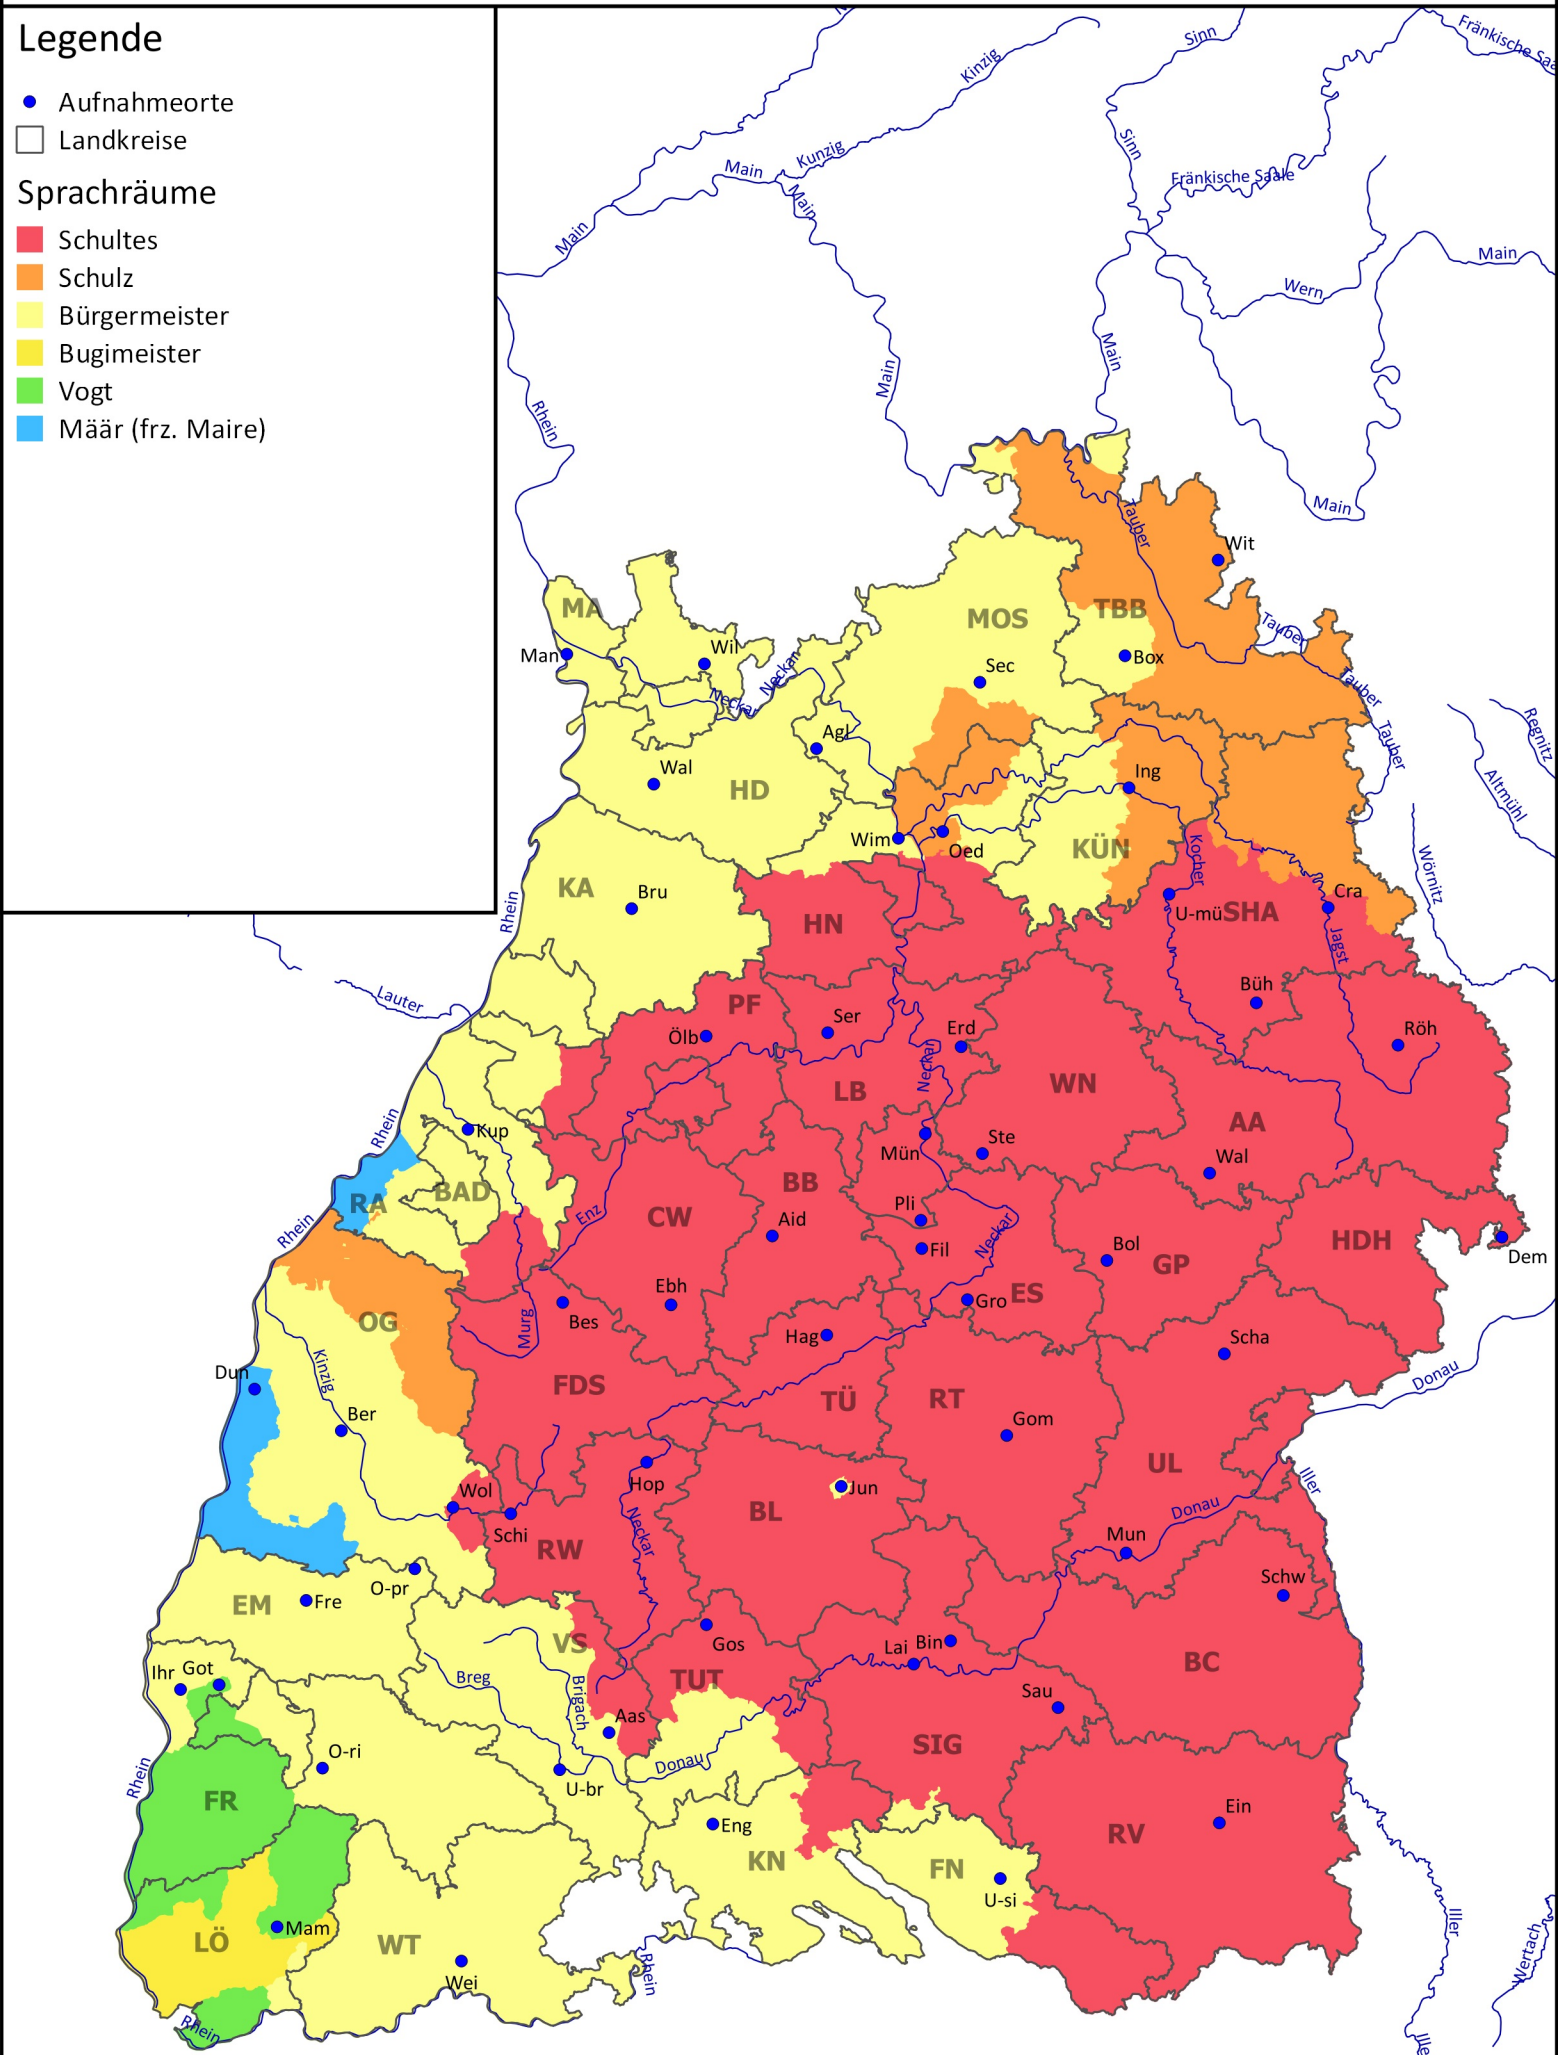 Legende
Aufnahmeorte
Landkreise
Sprachräume
Schultes
Schulz
Bürgermeister
Bugimeister
Vogt
Määr (frz. Maire)
Kinzig
Sinn
Fränkische Saa
Sinn
Kunzig
Main
Main
Main
Fränkische Saale
Main
Wern
Main
Main
Rhein
Main
Tauber
Wit
MA
MOS
TBB
Tauber
Man
Wil
Sec
Box
Neckar
Neckar
Tauber
Tauber
Regnitz
Agl
Wal
HD
Ing
Altmühl
Wim
Oed
KÜN
Kocher
Wörnitz
KA
Bru
Rhein
HN
U-mü
SHA
Cra
Jagst
Lauter
PF
Büh
Ölb
Ser
Erd
Röh
Neckar
LB
WN
Rhein
Kup
AA
Mün
Ste
Wal
RA
BAD
BB
Pli
Rhein
Enz
CW
Aid
Fil
Neckar
Bol
GP
HDH
Dem
Ebh
Gro
ES
OG
Bes
Murg
Hag
Scha
Kinzig
Dun
FDS
TÜ
RT
Donau
Ber
Gom
UL
Iller
Wol
Hop
Jun
BL
Donau
Schi
Neckar
Mun
RW
O-pr
Schw
EM
Fre
VS
Gos
Lai
Bin
BC
Ihr
Got
Breg
Brigach
TUT
Sau
Aas
SIG
O-ri
Donau
Rhein
U-br
FR
Eng
Ein
RV
KN
FN
U-si
Mam
LÖ
WT
Iller
Wertach
Wei
Rhein
Rhein
Ille